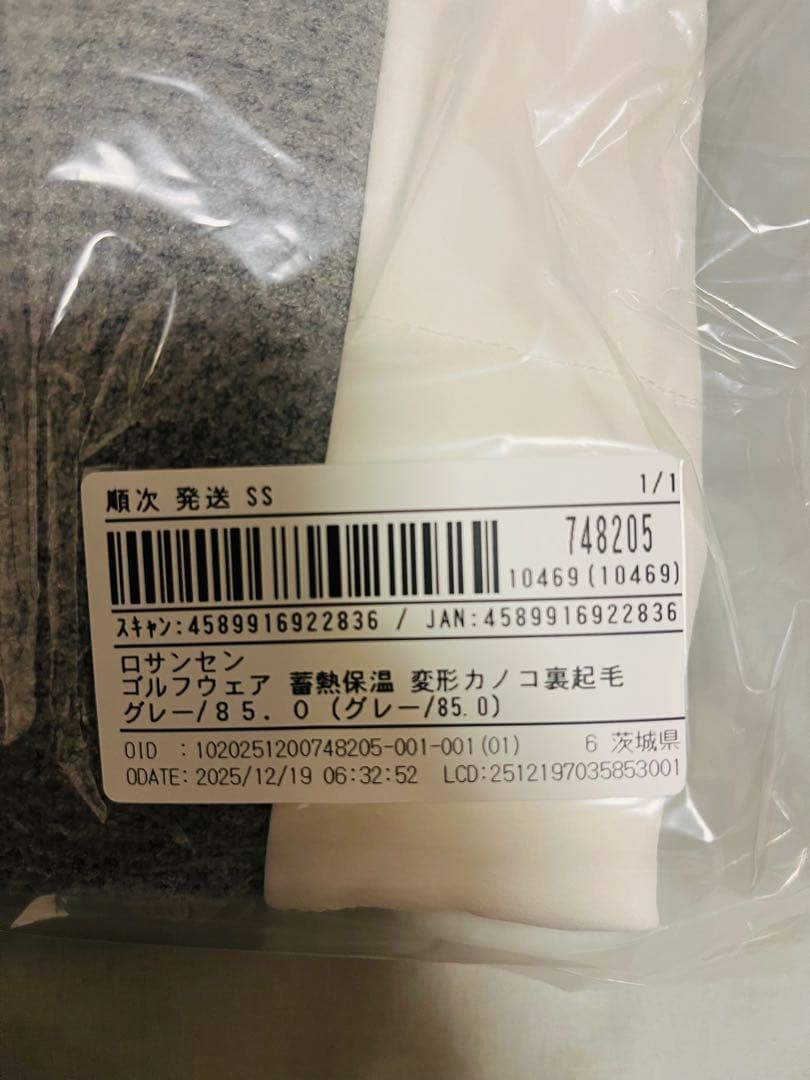 順次 発送 SS 1/1
748205
10469(10469)
ｽｷｬﾝ:4589916922836 / JAN:4589916922836
ロサンセン
ゴルフウェア 蓄熱保温 変形カノコ裏起毛
グレー/８５．０ (グレー/85.0)
OID :1020251200748205-001-001(01) 6 茨城県
ODATE: 2025/12/19 06:32:52 LCD:2512197035853001